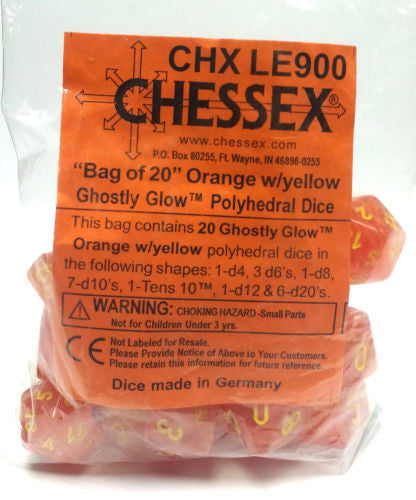 CHX LE900
CHESSEX®
www.chessex.com
P.O. Box 80255, Ft. Wayne, IN 46898-0255
“Bag of 20” Orange w/yellow
Ghostly Glow™ Polyhedral Dice
This bag contains 20 Ghostly Glow™
Orange w/yellow polyhedral dice in
the following shapes: 1-d4, 3 d6's, 1-d8,
7-d10's, 1-Tens 10™, 1-d12 & 6-d20's.
WARNING: CHOKING HAZARD -Small Parts
Not for Children Under 3 yrs.
CE
Not Labeled for Resale.
Please Provide Notice of Above to Your Customers.
Please retain this information for future reference.
Dice made in Germany